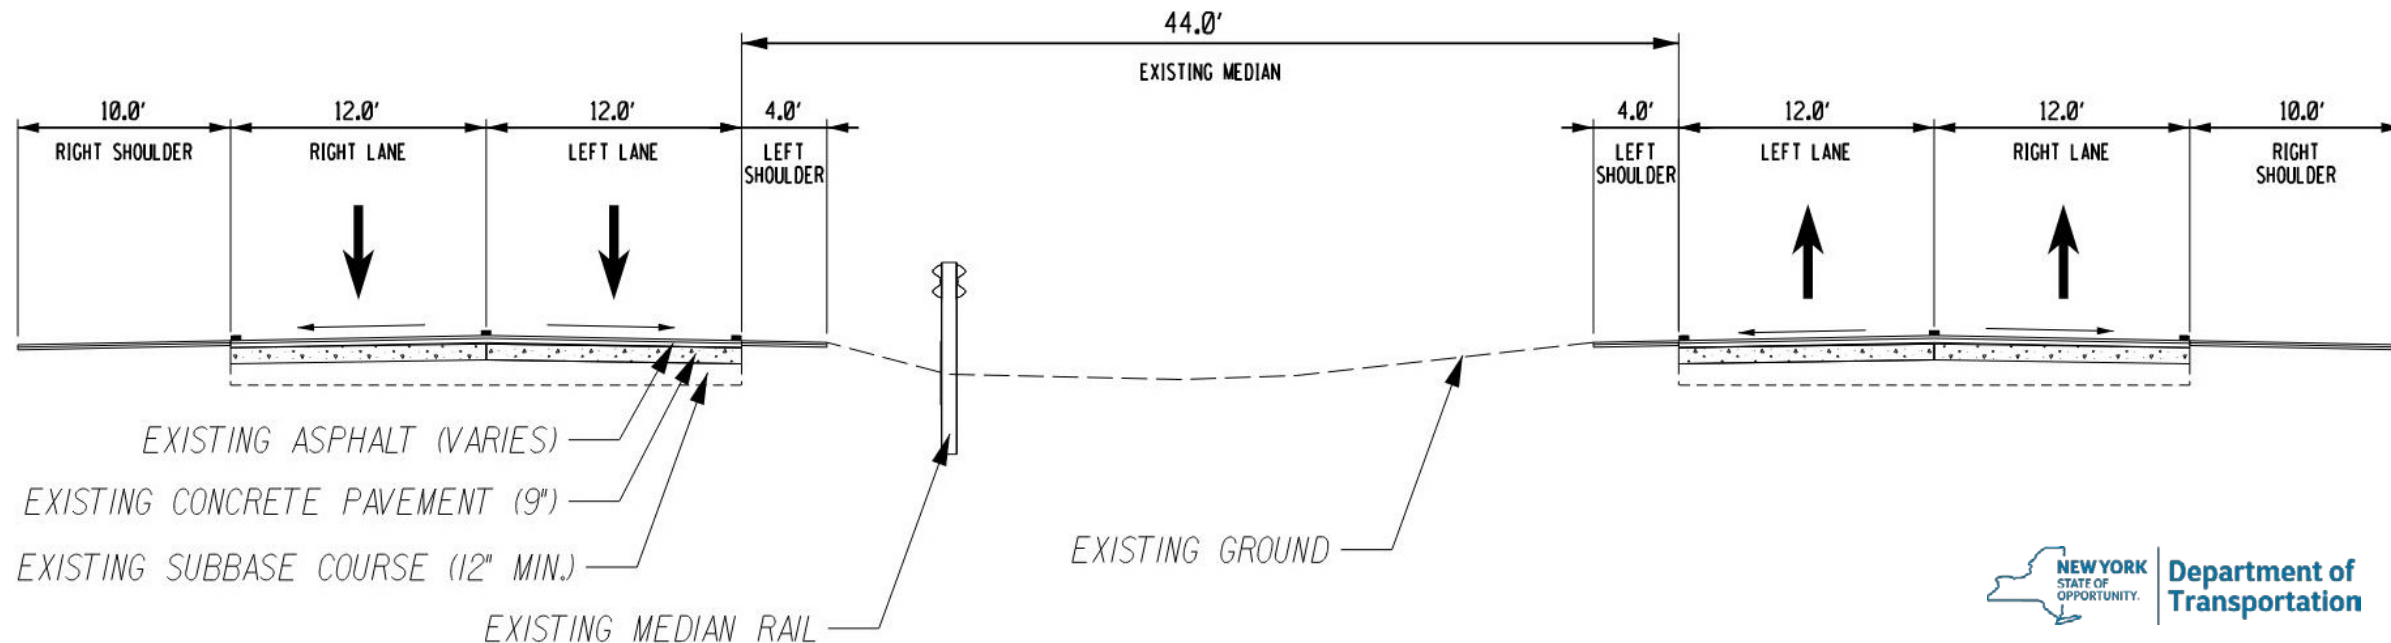 44.0'
EXISTING MEDIAN
10.0'
12.0'
12.0'
4.0'
4.0'
12.0'
12.0'
10.0'
RIGHT SHOULDER
RIGHT LANE
LEFT LANE
LEFT
SHOULDER
LEFT
SHOULDER
LEFT LANE
RIGHT LANE
RIGHT
SHOULDER
EXISTING ASPHALT (VARIES)
EXISTING CONCRETE PAVEMENT (9")
EXISTING SUBBASE COURSE (12" MIN.)
EXISTING MEDIAN RAIL
EXISTING GROUND
NEW YORK
STATE OF
OPPORTUNITY.
Department of
Transportation